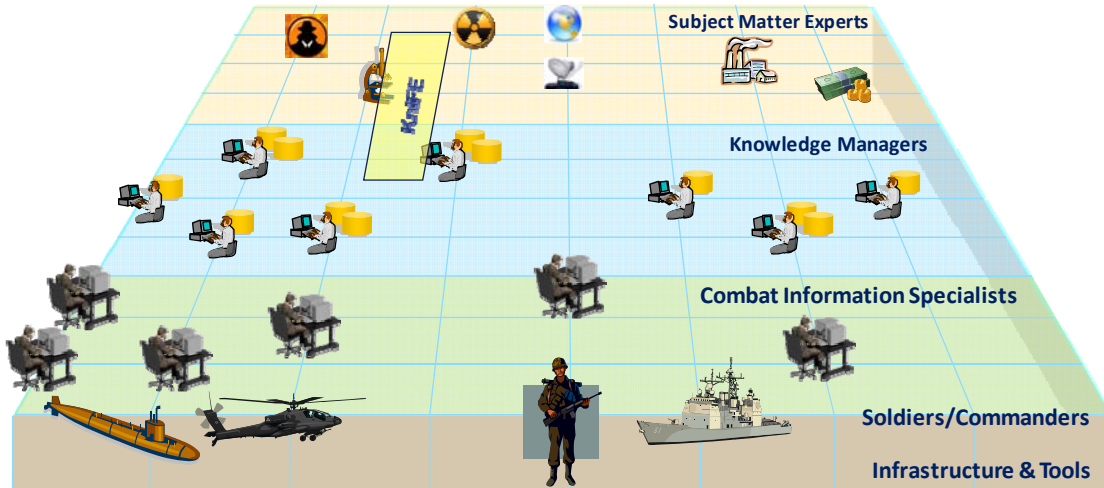 Subject Matter Experts
KnIFE
Knowledge Managers
Combat Information Specialists
Soldiers/Commanders
Infrastructure & Tools